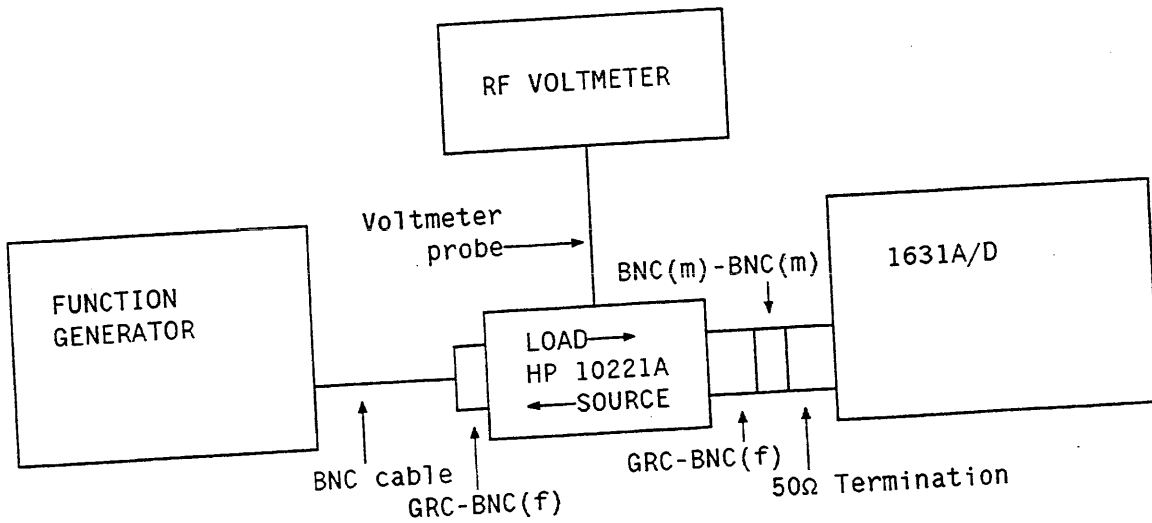 RF VOLTMETER
Voltmeter
probe
BNC(m)-BNC(m)
1631A/D
FUNCTION
GENERATOR
LOAD
HP 10221A
SOURCE
BNC cable
GRC-BNC(f)
GRC-BNC(f)
50Ω Termination